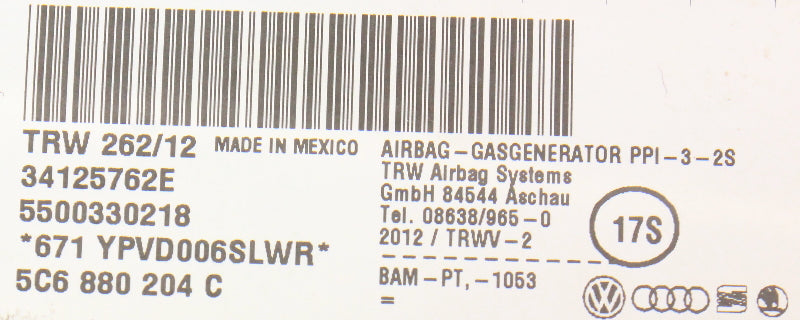 TRW 262/12 MADE IN MEXICO
34125762E
5500330218
*671 YPVD006SLWR*
5C6 880 204 C
AIRBAG-GASGENERATOR PPI-3-2S
TRW Airbag Systems
GmbH 84544 Aschau
Tel. 08638/965-0
2012 / TRWV-2
17S
BAM-PT,-1053
=